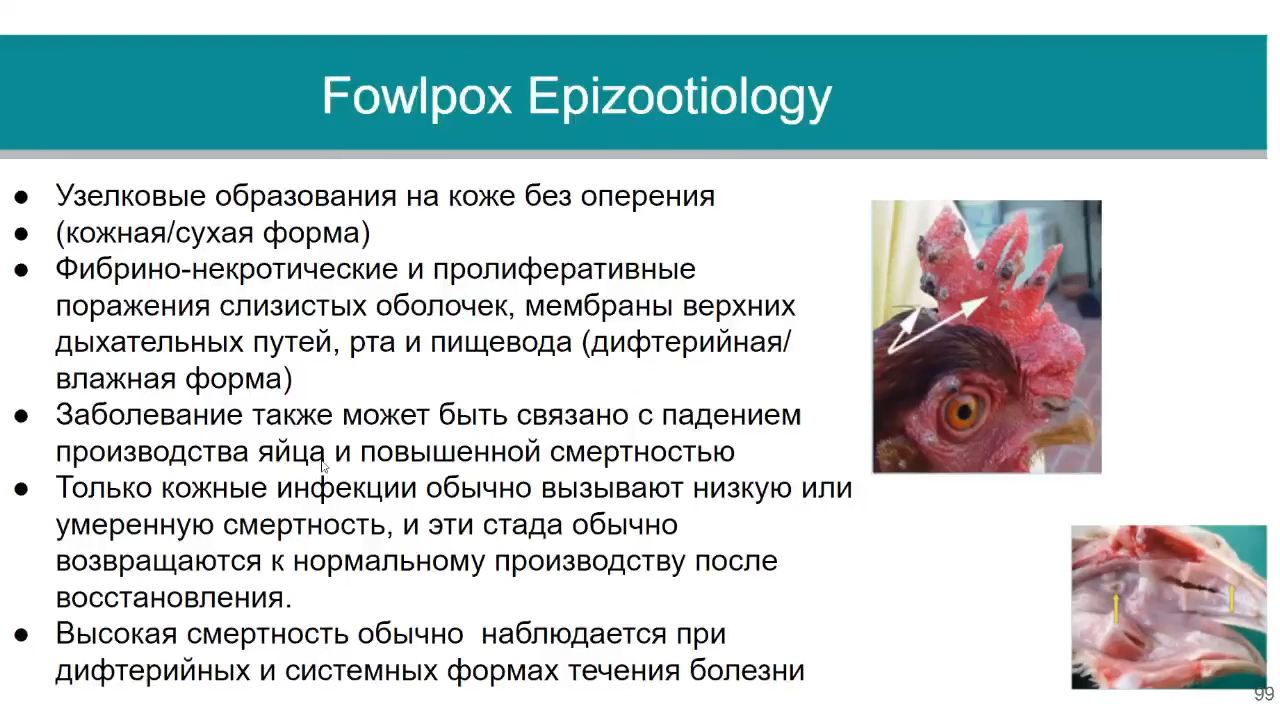 Fowlpox Epizootiology
● Узелковые образования на коже без оперения
● (кожная/сухая форма)
● Фибрино-некротические и пролиферативные
поражения слизистых оболочек, мембраны верхних
дыхательных путей, рта и пищевода (дифтерийная/
влажная форма)
● Заболевание также может быть связано с падением
производства яйца и повышенной смертностью
● Только кожные инфекции обычно вызывают низкую или
умеренную смертность, и эти стада обычно
возвращаются к нормальному производству после
восстановления.
● Высокая смертность обычно  наблюдается при
дифтерийных и системных формах течения болезни
99